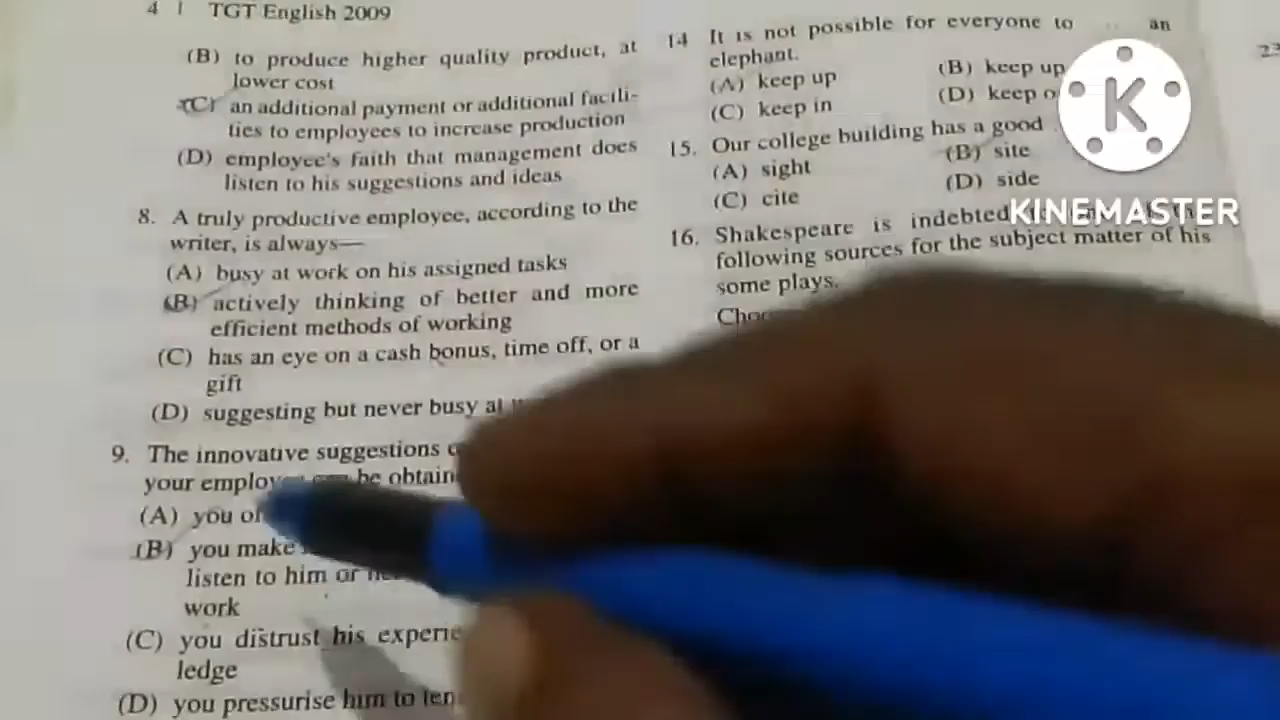 4 | TGT English 2009
(B) to produce higher quality product, at
lower cost
(C) an additional payment or additional facili-
ties to employees to increase production
(D) employee's faith that management does
listen to his suggestions and ideas
8. A truly productive employee, according to the
writer, is always—
(A) busy at work on his assigned tasks
(B) actively thinking of better and more
efficient methods of working
(C) has an eye on a cash bonus, time off, or a
gift
(D) suggesting but never busy at
9. The innovative suggestions
your be
(A) you
(B) you make
listen to him or
work
(C) you distrust his
ledge
(D) you pressurise him to
14 It is not possible for everyone to .. an
elephant.
(A) keep up
(B) keep up
(C) keep in
(D) keep
15. Our college building has a good
(A) sight
(B) site
(C) cite
(D) side
16. Shakespeare is indebted
following sources for the subject matter of his
some plays.
23
K
KINEMASTER